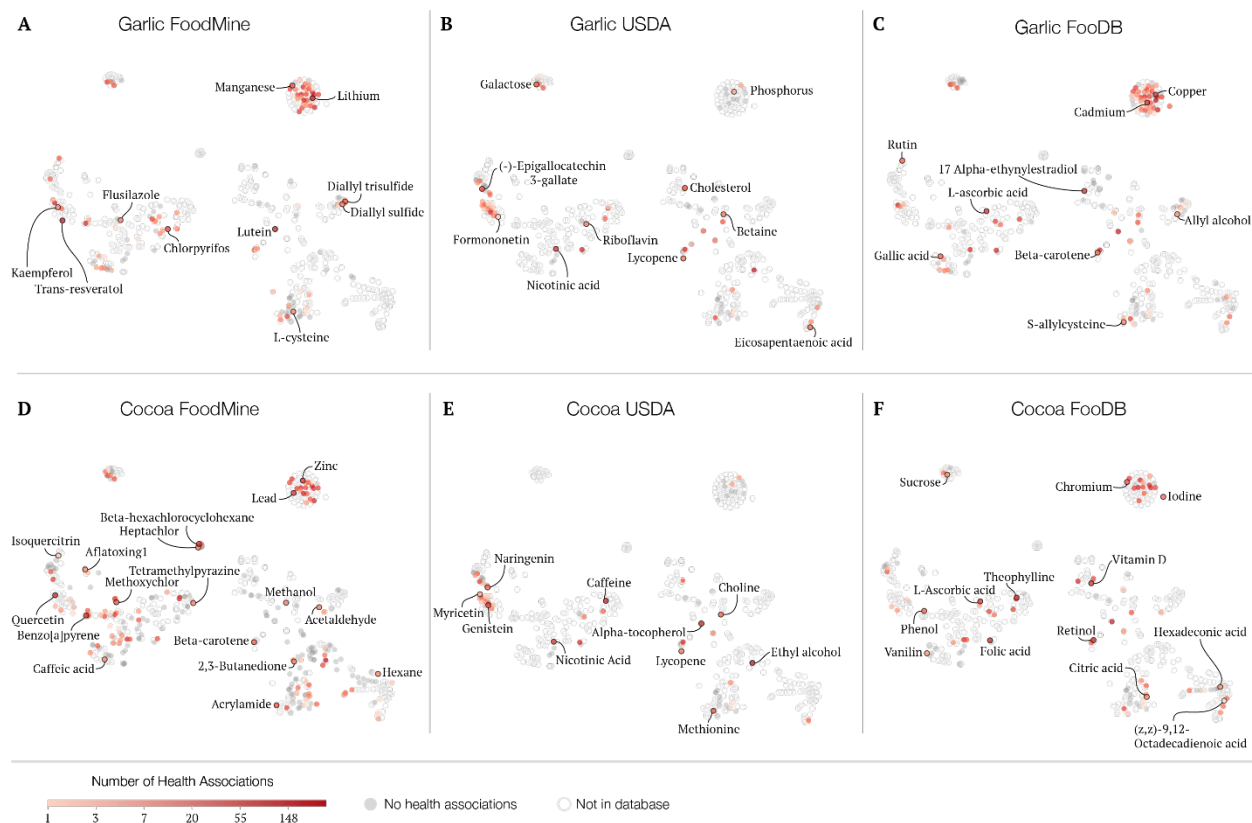 A Garlic FoodMine
Manganese
Lithium
Flusilazole
Diallyl trisulfide
Diallyl sulfide
Lutein
Chlorpyrifos
Kaempferol
Trans-resveratol
L-cysteine
B Garlic USDA
Galactose
Phosphorus
(-)-Epigallocatechin
3-gallate
Cholesterol
Formononetin
Riboflavin
Betaine
Lycopene
Nicotinic acid
Eicosapentaenoic acid
C Garlic FooDB
Copper
Cadmium
Rutin
17 Alpha-ethynylestradiol
L-ascorbic acid
Allyl alcohol
Gallic acid
Beta-carotene
S-allylcysteine
D Cocoa FoodMine
Zinc
Lead
Beta-hexachlorocyclohexane
Heptachlor
Isoquercitrin
Aflatoxing1
Tetramethylpyrazine
Methoxychlor
Methanol
Quercetin
Acetaldehyde
Benzo[a]pyrene
Beta-carotene
Caffeic acid
2,3-Butanedione
Hexane
Acrylamide
E Cocoa USDA
Naringenin
Caffeine
Choline
Myricetin
Genistein
Alpha-tocopherol
Nicotinic Acid
Lycopene
Ethyl alcohol
Methionine
F Cocoa FooDB
Sucrose
Chromium
Iodine
Vitamin D
Theophylline
L-Ascorbic acid
Phenol
Retinol
Hexadeconic acid
Vanilin
Folic acid
Citric acid
(z,z)-9,12-
Octadecadienoic acid
Number of Health Associations
1 3 7 20 55 148
No health associations
Not in database